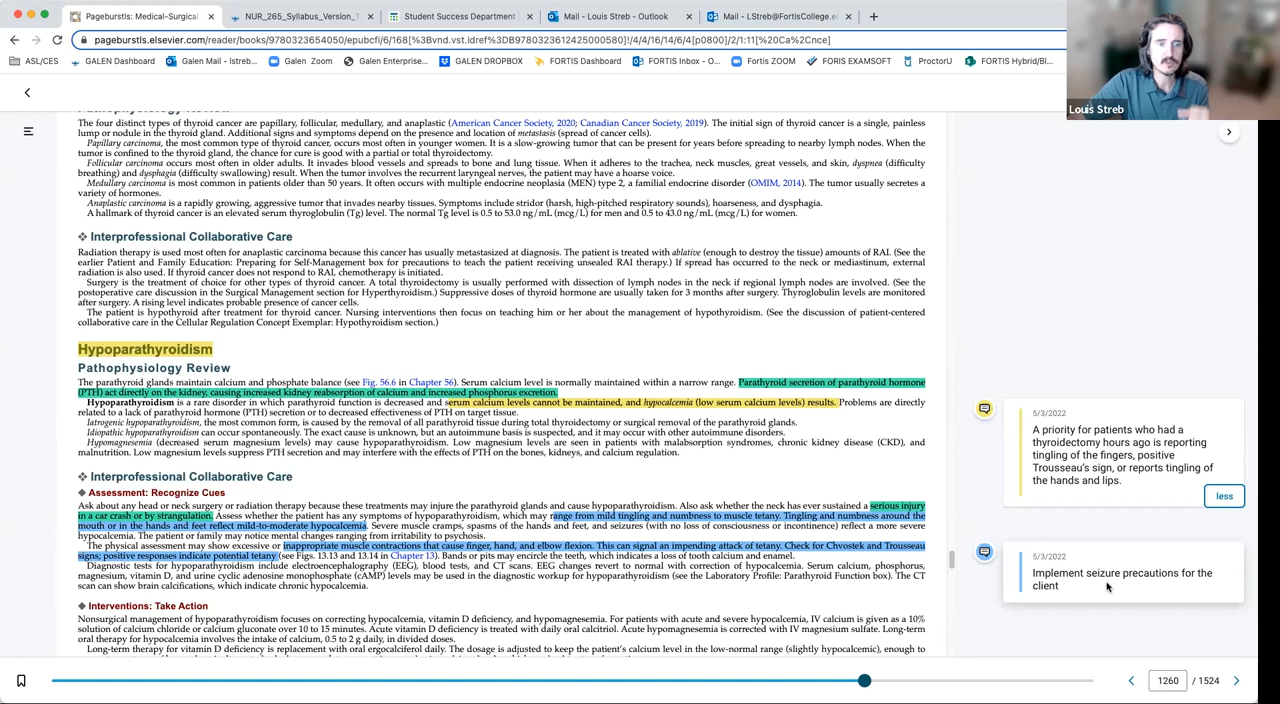 Pageburstls: Medical-Surgical
NUR_265_Syllabus_Version_1
Student Success Department
Mail - Louis Streb - Outlook
Mail - LStreb@FortisCollege.e
pageburstls.elsevier.com/reader/books/9780323654050/epubcfi/6/168[%3Bvnd.vst.idref%3DB9780323612425000580]!/4/4/16/14/6/4[p0800]/2/1:11[%20Ca%2Cnce)
ASL/CES
GALEN Dashboard
Galen Mail - lstreb...
Galen Zoom
Galen Enterprise...
GALEN DROPBOX
FORTIS Dashboard
FORTIS Inbox - O...
Fortis ZOOM
FORIS EXAMSOFT
ProctorU
FORTIS Hybrid/Bl...
Louis Streb
The four distinct types of thyroid cancer are papillary, follicular, medullary, and anaplastic (American Cancer Society, 2020; Canadian Cancer Society, 2019). The initial sign of thyroid cancer is a single, painless
lump or nodule in the thyroid gland. Additional signs and symptoms depend on the presence and location of metastasis (spread of cancer cells).
Papillary carcinoma, the most common type of thyroid cancer, occurs most often in younger women. It is a slow-growing tumor that can be present for years before spreading to nearby lymph nodes. When the
tumor is confined to the thyroid gland, the chance for cure is good with a partial or total thyroidectomy.
Follicular carcinoma occurs most often in older adults. It invades blood vessels and spreads to bone and lung tissue. When it adheres to the trachea, neck muscles, great vessels, and skin, dyspnea (difficulty
breathing) and dysphagia (difficulty swallowing) result. When the tumor involves the recurrent laryngeal nerves, the patient may have a hoarse voice.
Medullary carcinoma is most common in patients older than 50 years. It often occurs with multiple endocrine neoplasia (MEN) type 2, a familial endocrine disorder (OMIM, 2014). The tumor usually secretes a
variety of hormones.
Anaplastic carcinoma is a rapidly growing, aggressive tumor that invades nearby tissues. Symptoms include stridor (harsh, high-pitched respiratory sounds), hoarseness, and dysphagia.
A hallmark of thyroid cancer is an elevated serum thyroglobulin (Tg) level. The normal Tg level is 0.5 to 53.0 ng/mL (mcg/L) for men and 0.5 to 43.0 ng/mL (mcg/L) for women.
❖ Interprofessional Collaborative Care
Radiation therapy is used most often for anaplastic carcinoma because this cancer has usually metastasized at diagnosis. The patient is treated with ablative (enough to destroy the tissue) amounts of RAI. (See the
earlier Patient and Family Education: Preparing for Self-Management box for precautions to teach the patient receiving unsealed RAI therapy.) If spread has occurred to the neck or mediastinum, external
radiation is also used. If thyroid cancer does not respond to RAI, chemotherapy is initiated.
Surgery is the treatment of choice for other types of thyroid cancer. A total thyroidectomy is usually performed with dissection of lymph nodes in the neck if regional lymph nodes are involved. (See the
postoperative care discussion in the Surgical Management section for Hyperthyroidism.) Suppressive doses of thyroid hormone are usually taken for 3 months after surgery. Thyroglobulin levels are monitored
after surgery. A rising level indicates probable presence of cancer cells.
The patient is hypothyroid after treatment for thyroid cancer. Nursing interventions then focus on teaching him or her about the management of hypothyroidism. (See the discussion of patient-centered
collaborative care in the Cellular Regulation Concept Exemplar: Hypothyroidism section.)
Hypoparathyroidism
Pathophysiology Review
The parathyroid glands maintain calcium and phosphate balance (see Fig. 56.6 in Chapter 56). Serum calcium level is normally maintained within a narrow range. Parathyroid secretion of parathyroid hormone
(PTH) act directly on the kidney, causing increased kidney reabsorption of calcium and increased phosphorus excretion.
Hypoparathyroidism is a rare disorder in which parathyroid function is decreased and serum calcium levels cannot be maintained, and hypocalcemia (low serum calcium levels) results. Problems are directly
related to a lack of parathyroid hormone (PTH) secretion or to decreased effectiveness of PTH on target tissue.
Iatrogenic hypoparathyroidism, the most common form, is caused by the removal of all parathyroid tissue during total thyroidectomy or surgical removal of the parathyroid glands.
Idiopathic hypoparathyroidism can occur spontaneously. The exact cause is unknown, but an autoimmune basis is suspected, and it may occur with other autoimmune disorders.
Hypomagnesemia (decreased serum magnesium levels) may cause hypoparathyroidism. Low magnesium levels are seen in patients with malabsorption syndromes, chronic kidney disease (CKD), and
malnutrition. Low magnesium levels suppress PTH secretion and may interfere with the effects of PTH on the bones, kidneys, and calcium regulation.
❖ Interprofessional Collaborative Care
◆ Assessment: Recognize Cues
Ask about any head or neck surgery or radiation therapy because these treatments may injure the parathyroid glands and cause hypoparathyroidism. Also ask whether the neck has ever sustained a serious injury
in a car crash or by strangulation. Assess whether the patient has any symptoms of hypoparathyroidism, which may range from mild tingling and numbness to muscle tetany. Tingling and numbness around the
mouth or in the hands and feet reflect mild-to-moderate hypocalcemia. Severe muscle cramps, spasms of the hands and feet, and seizures (with no loss of consciousness or incontinence) reflect a more severe
hypocalcemia. The patient or family may notice mental changes ranging from irritability to psychosis.
The physical assessment may show excessive or inappropriate muscle contractions that cause finger, hand, and elbow flexion. This can signal an impending attack of tetany. Check for Chvostek and Trousseau
signs; positive responses indicate potential tetany (see Figs. 13.13 and 13.14 in Chapter 13). Bands or pits may encircle the teeth, which indicates a loss of tooth calcium and enamel.
Diagnostic tests for hypoparathyroidism include electroencephalography (EEG), blood tests, and CT scans. EEG changes revert to normal with correction of hypocalcemia. Serum calcium, phosphorus,
magnesium, vitamin D, and urine cyclic adenosine monophosphate (cAMP) levels may be used in the diagnostic workup for hypoparathyroidism (see the Laboratory Profile: Parathyroid Function box). The CT
scan can show brain calcifications, which indicate chronic hypocalcemia.
◆ Interventions: Take Action
Nonsurgical management of hypoparathyroidism focuses on correcting hypocalcemia, vitamin D deficiency, and hypomagnesemia. For patients with acute and severe hypocalcemia, IV calcium is given as a 10%
solution of calcium chloride or calcium gluconate over 10 to 15 minutes. Acute vitamin D deficiency is treated with daily oral calcitriol. Acute hypomagnesemia is corrected with IV magnesium sulfate. Long-term
oral therapy for hypocalcemia involves the intake of calcium, 0.5 to 2 g daily, in divided doses.
Long-term therapy for vitamin D deficiency is replacement with oral ergocalciferol daily. The dosage is adjusted to keep the patient's calcium level in the low-normal range (slightly hypocalcemic), enough to
5/3/2022
A priority for patients who had a
thyroidectomy hours ago is reporting
tingling of the fingers, positive
Trousseau's sign, or reports tingling of
the hands and lips.
less
5/3/2022
Implement seizure precautions for the
client
1260 / 1524